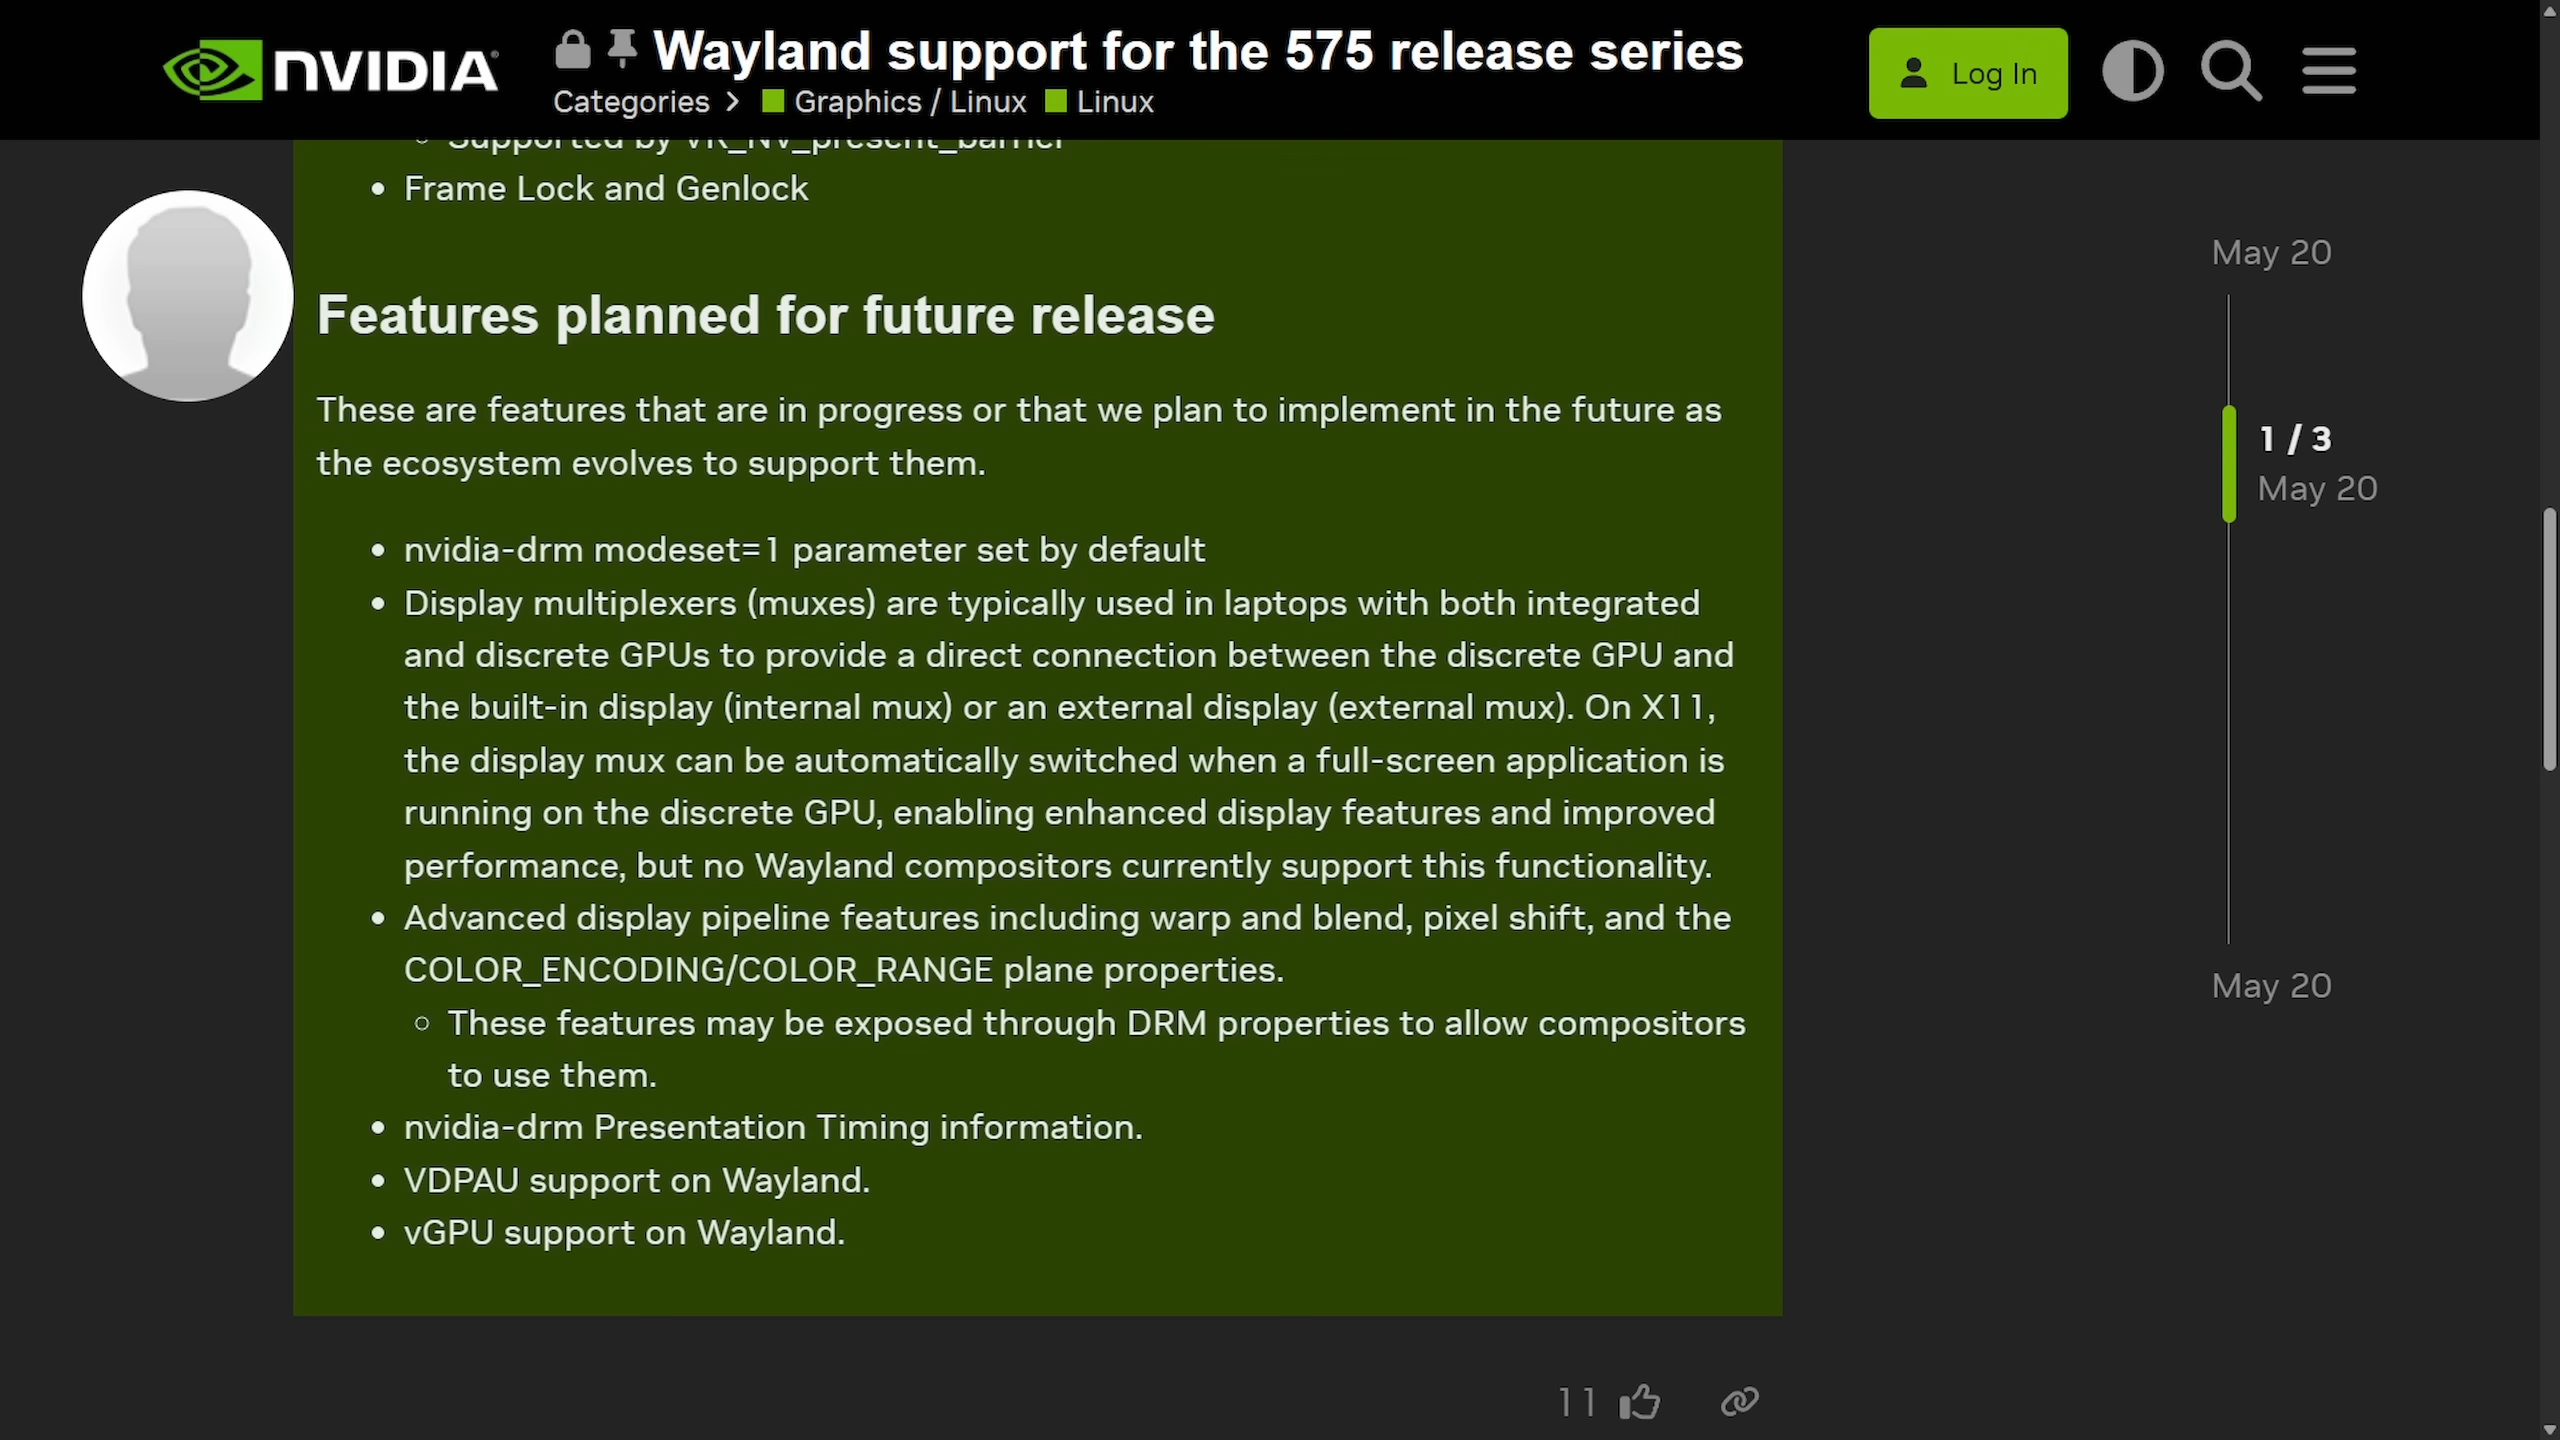 NVIDIA
Wayland support for the 575 release series
Categories > Graphics / Linux Linux
Log In
Supported by VK_NV_present_barrier
• Frame Lock and Genlock
Features planned for future release
These are features that are in progress or that we plan to implement in the future as
the ecosystem evolves to support them.
• nvidia-drm modeset=1 parameter set by default
• Display multiplexers (muxes) are typically used in laptops with both integrated
and discrete GPUs to provide a direct connection between the discrete GPU and
the built-in display (internal mux) or an external display (external mux). On X11,
the display mux can be automatically switched when a full-screen application is
running on the discrete GPU, enabling enhanced display features and improved
performance, but no Wayland compositors currently support this functionality.
• Advanced display pipeline features including warp and blend, pixel shift, and the
COLOR_ENCODING/COLOR_RANGE plane properties.
◦ These features may be exposed through DRM properties to allow compositors
to use them.
• nvidia-drm Presentation Timing information.
• VDPAU support on Wayland.
• vGPU support on Wayland.
11
May 20
1 / 3
May 20
May 20